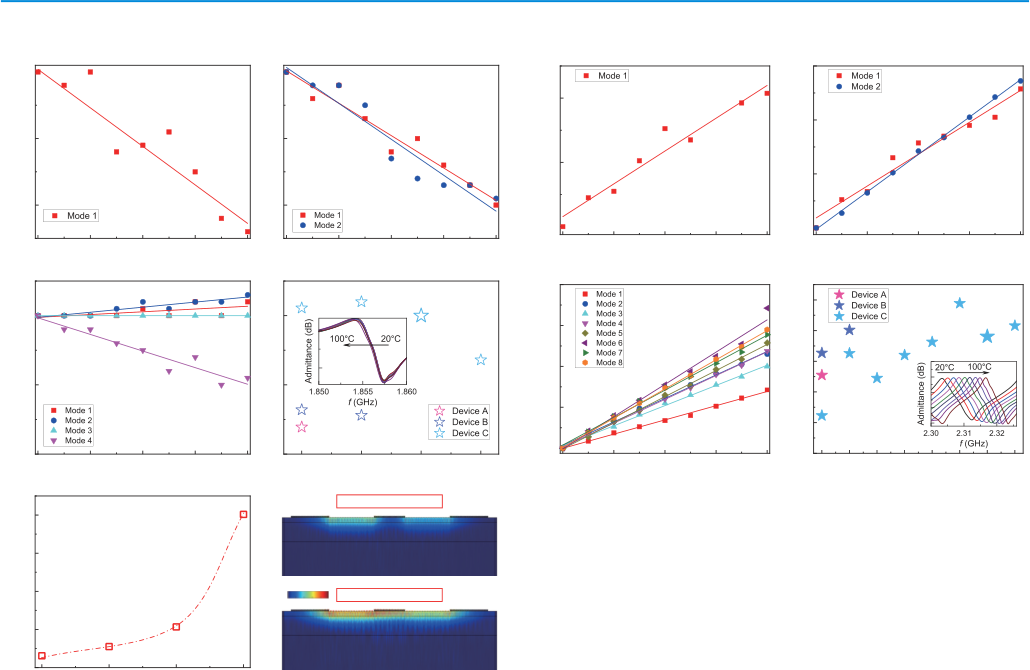 Mode 1
Mode 1
Mode 2
Mode 1
Mode 1
Mode 2
Mode 1
Mode 2
Mode 3
Mode 4
Admittance (dB)
100°C
20°C
1.850
1.855
1.860
f (GHz)
Device A
Device B
Device C
Mode 1
Mode 2
Mode 3
Mode 4
Mode 5
Mode 6
Mode 7
Mode 8
Device A
Device B
Device C
Admittance (dB)
20°C
100°C
2.30
2.31
2.32
f (GHz)